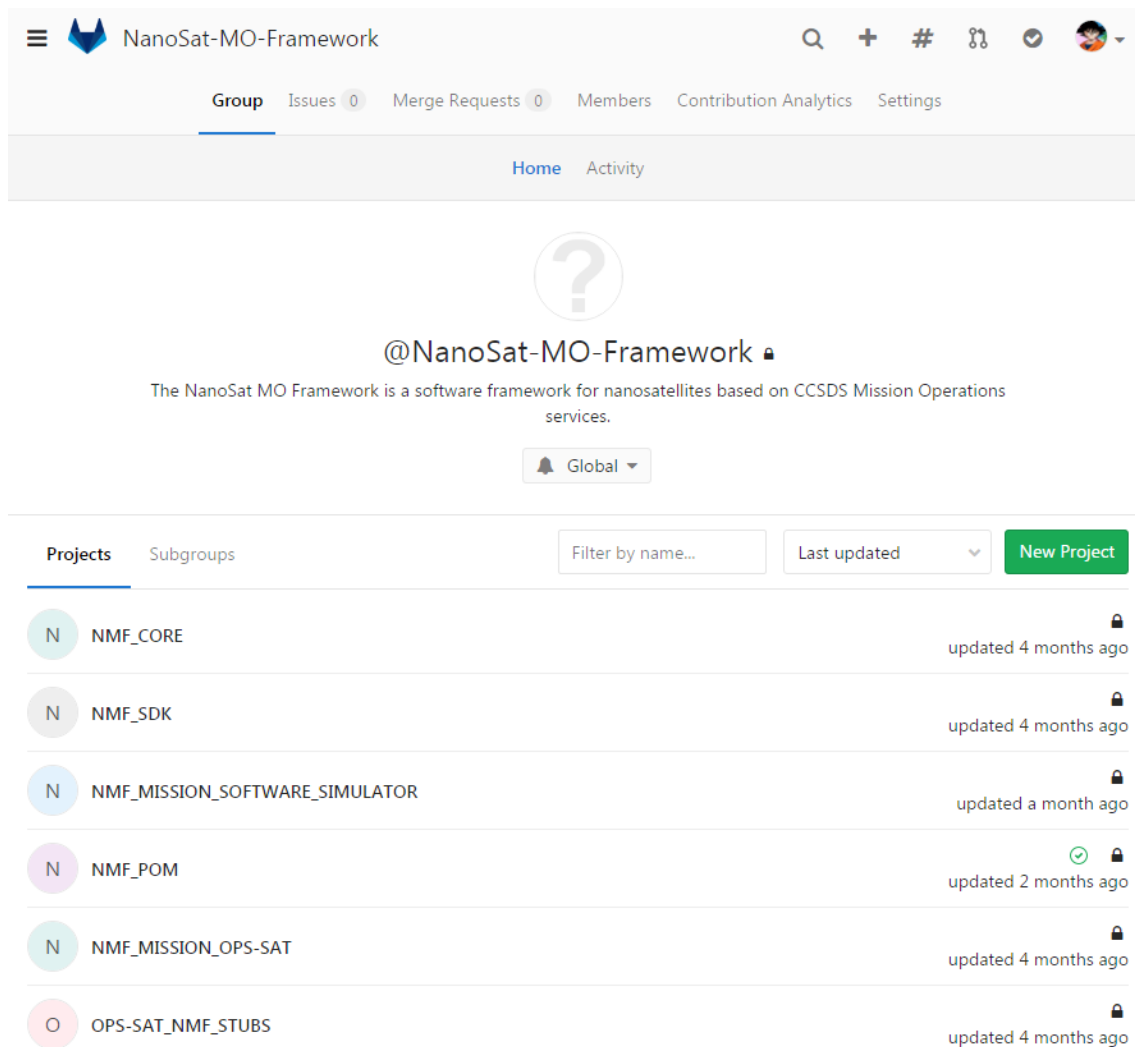 NanoSat-MO-Framework
Group Issues 0 Merge Requests 0 Members Contribution Analytics Settings
Home Activity
?
@NanoSat-MO-Framework
The NanoSat MO Framework is a software framework for nanosatellites based on CCSDS Mission Operations
services.
Global
Projects Subgroups Filter by name... Last updated New Project
N NMF_CORE
updated 4 months ago
N NMF_SDK
updated 4 months ago
N NMF_MISSION_SOFTWARE_SIMULATOR
updated a month ago
N NMF_POM
updated 2 months ago
N NMF_MISSION_OPS-SAT
updated 4 months ago
O OPS-SAT_NMF_STUBS
updated 4 months ago